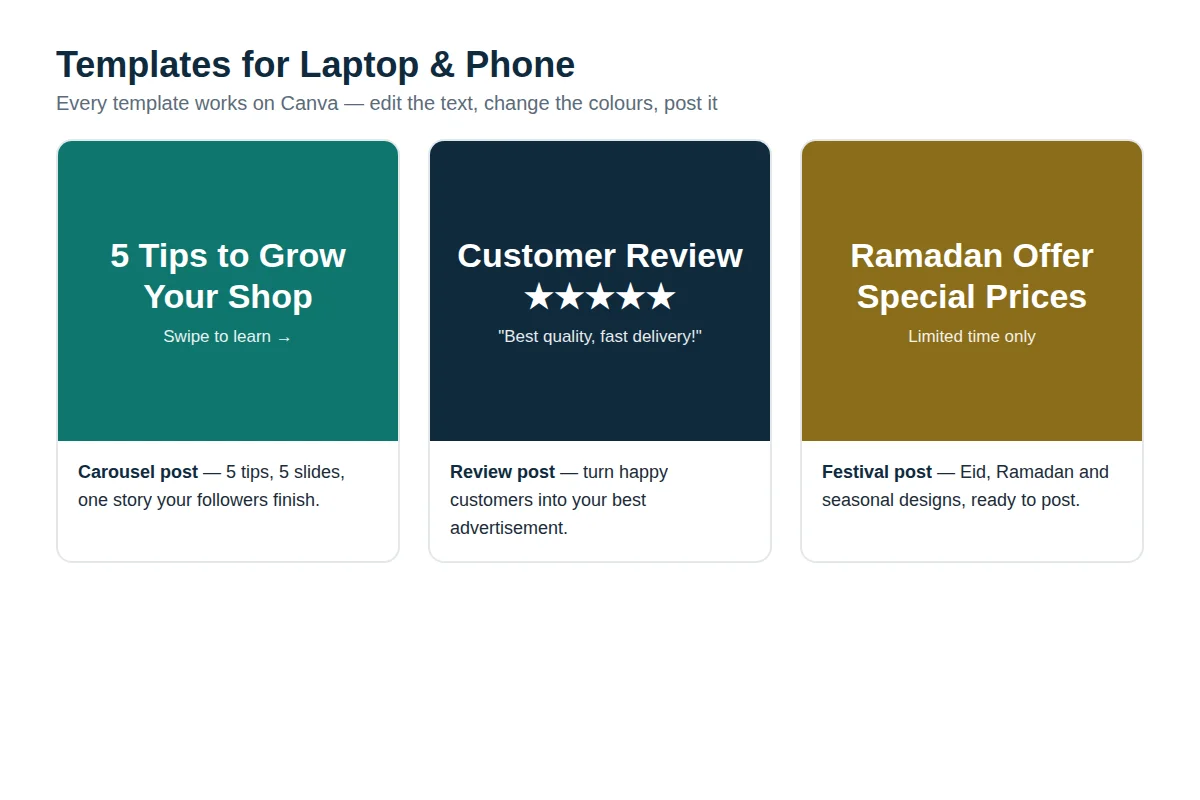 Templates for Laptop & Phone
Every template works on Canva — edit the text, change the colours, post it
5 Tips to Grow
Your Shop
Swipe to learn →
Carousel post — 5 tips, 5 slides,
one story your followers finish.
Customer Review
★★★★★
"Best quality, fast delivery!"
Review post — turn happy
customers into your best
advertisement.
Ramadan Offer
Special Prices
Limited time only
Festival post — Eid, Ramadan and
seasonal designs, ready to post.